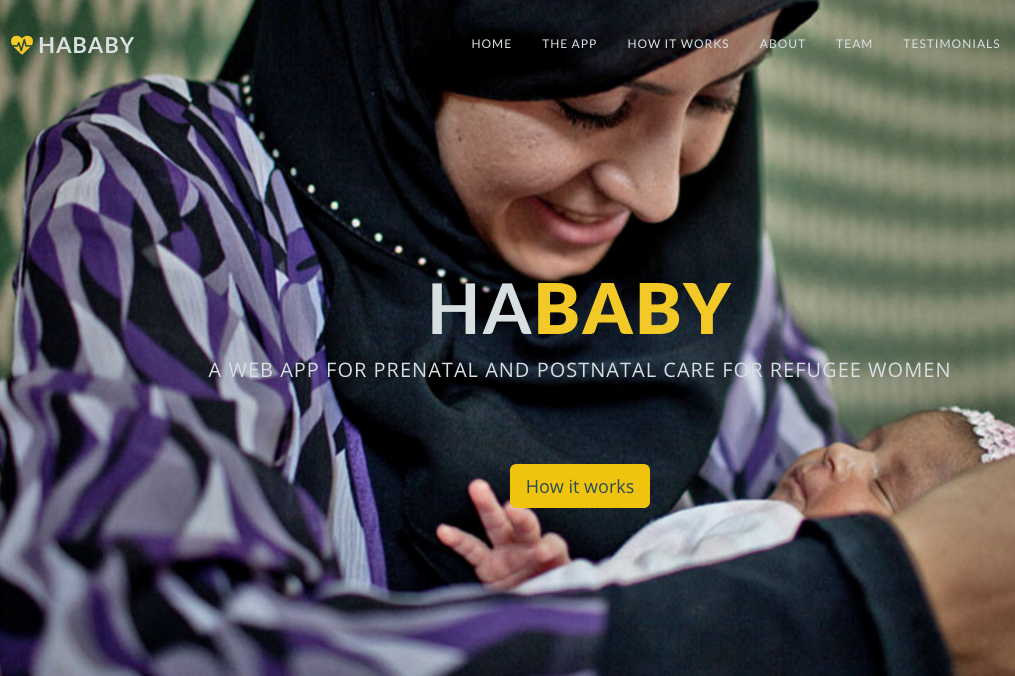 HABABY
HOME THE APP HOW IT WORKS ABOUT TEAM TESTIMONIALS
HABABY
A WEB APP FOR PRENATAL AND POSTNATAL CARE FOR REFUGEE WOMEN
How it works